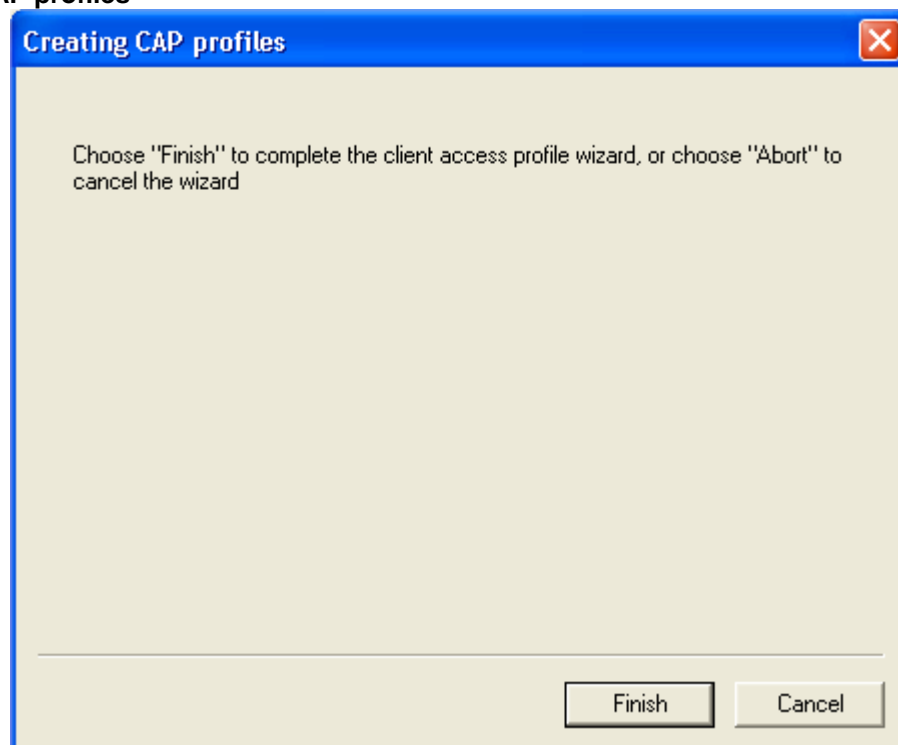 profiles
Creating CAP profiles
Choose "Finish" to complete the client access profile wizard, or choose "Abort" to
cancel the wizard
Finish
Cancel